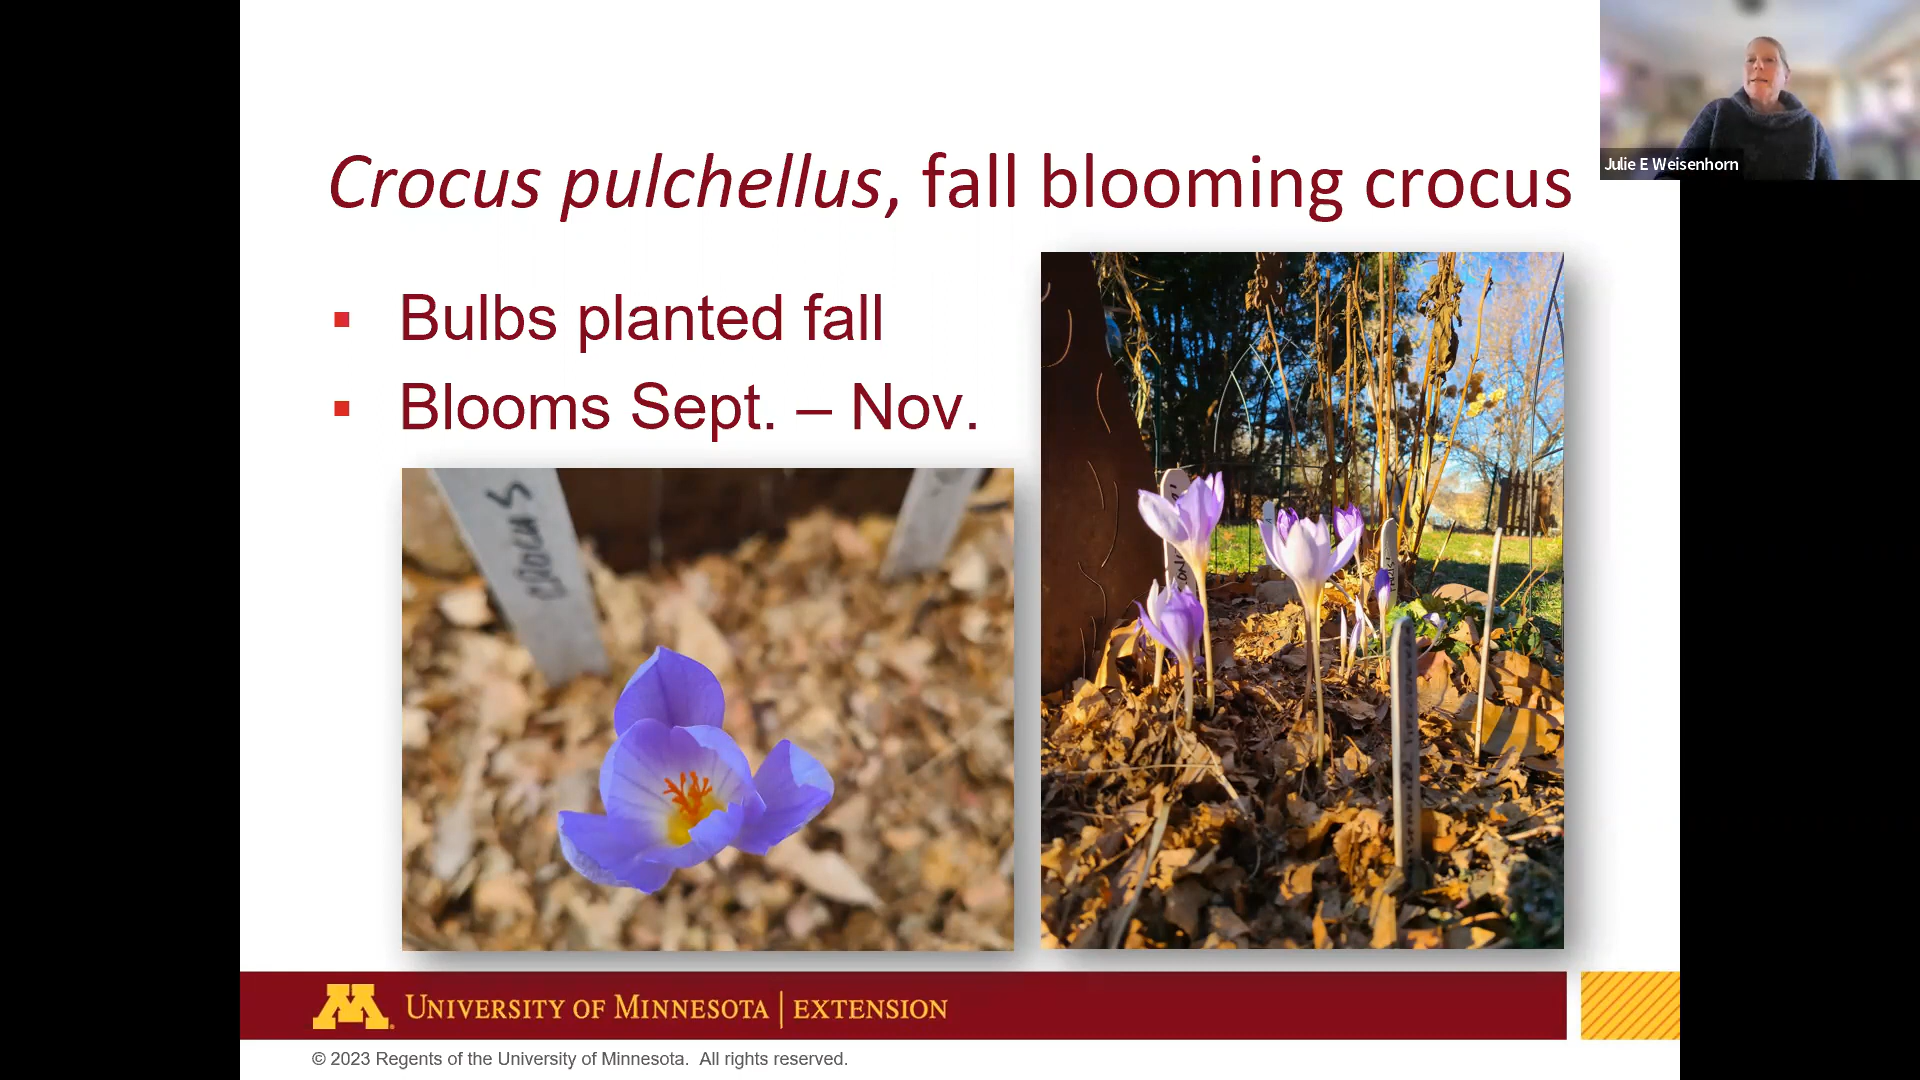 Julie E Weisenhorn
Crocus pulchellus, fall blooming crocus
▪ Bulbs planted fall
▪ Blooms Sept. – Nov.
CROCUS
M
UNIVERSITY OF MINNESOTA | EXTENSION
© 2023 Regents of the University of Minnesota. All rights reserved.